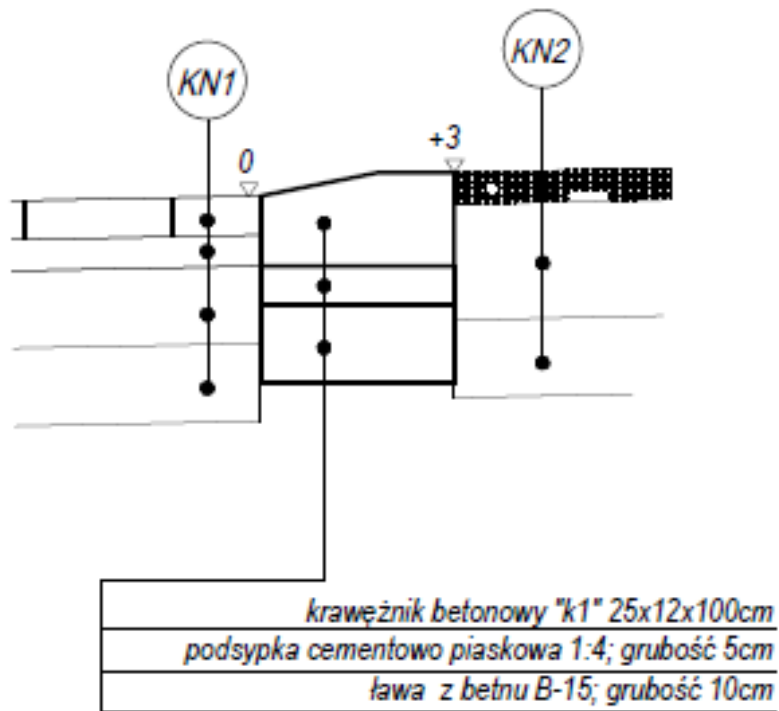 KN1
KN2
0
+3
krawężnik betonowy "k1" 25x12x100cm
podsypka cementowo piaskowa 1:4; grubość 5cm
ława z betnu B-15; grubość 10cm